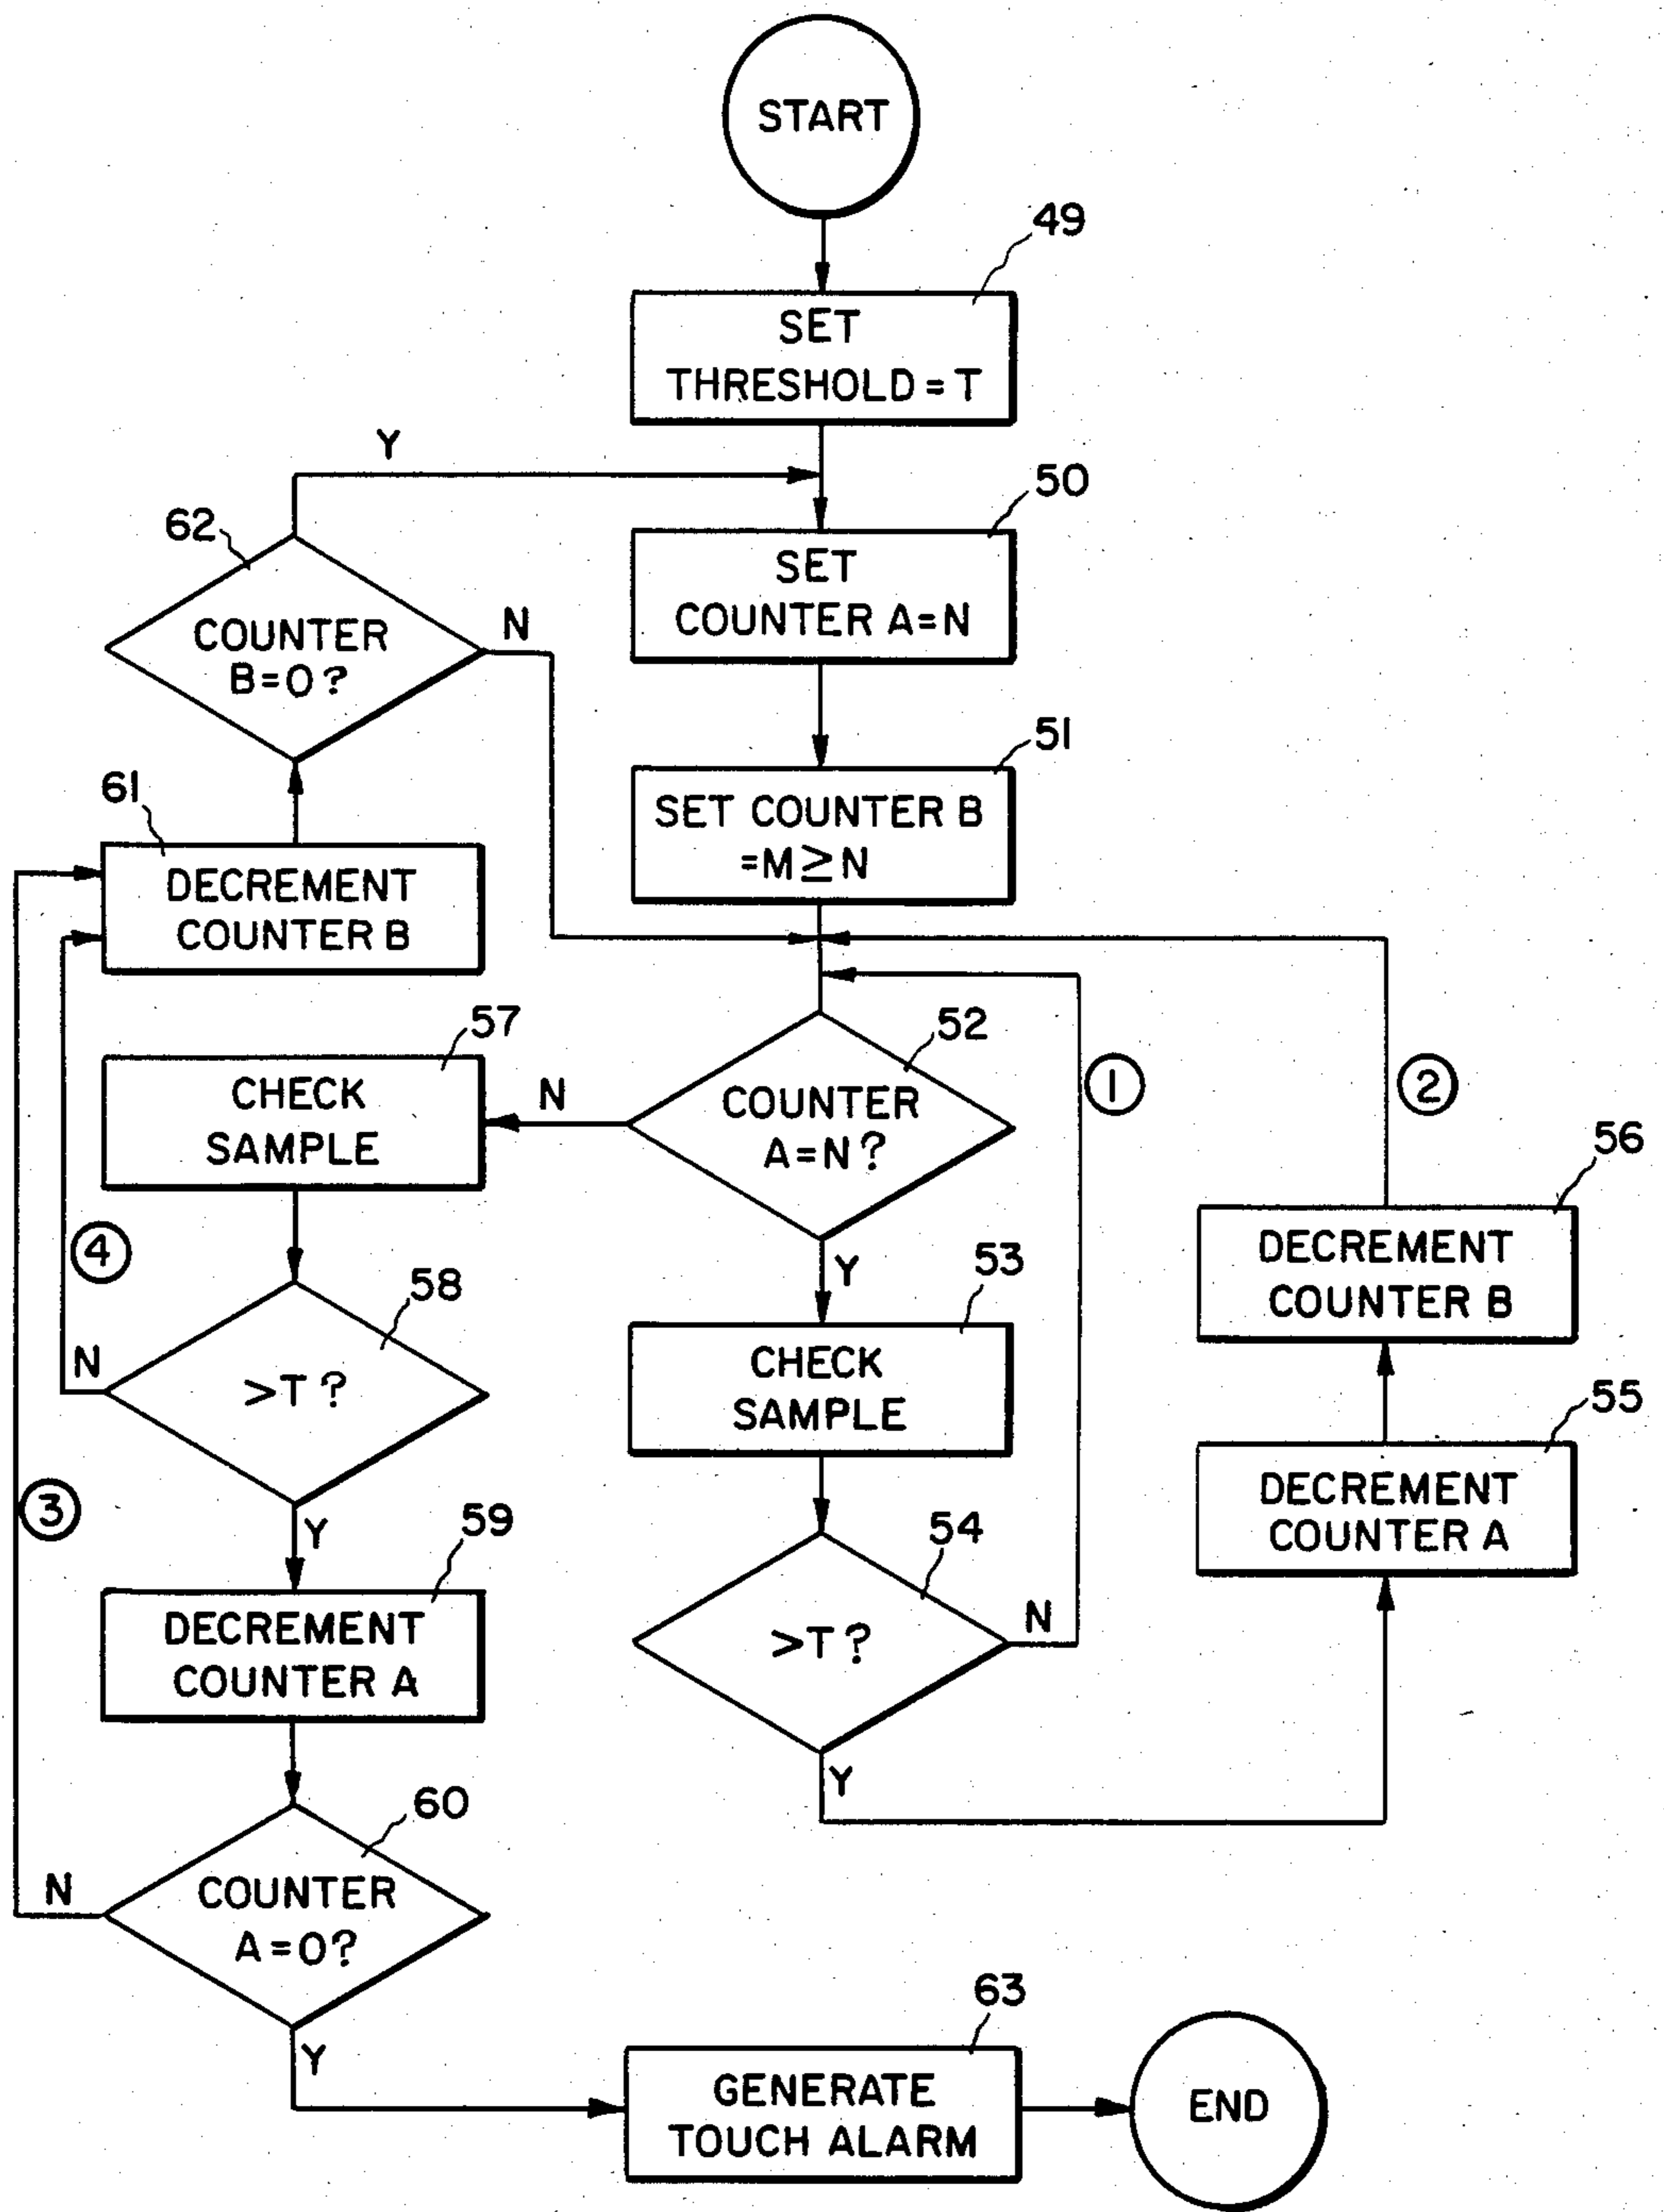 START
49
SET
THRESHOLD = T
Y
50
62
SET
COUNTER A=N
COUNTER
B=0?
N
51
61
SET COUNTER B
=M≥N
DECREMENT
COUNTER B
57
52
CHECK
SAMPLE
N
COUNTER
A=N?
1
2
56
4
Y
53
DECREMENT
COUNTER B
58
N
>T?
CHECK
SAMPLE
55
3
Y
59
54
DECREMENT
COUNTER A
DECREMENT
COUNTER A
>T?
N
Y
60
N
COUNTER
A=0?
Y
63
GENERATE
TOUCH ALARM
END